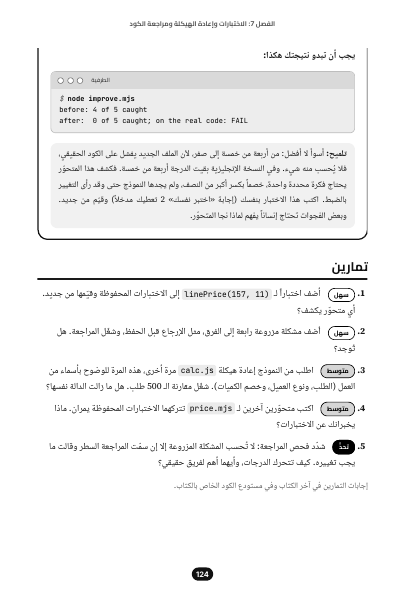 الفصل 7: الاختبارات وإعادة الهيكلة ومراجعة الكود
يجب أن تبدو نتيجتك هكذا:
الطرفية
$ node improve.mjs
before: 4 of 5 caught
after:  0 of 5 caught; on the real code: FAIL
تلميح: أسوأ لا أفضل: من أربعة من خمسة إلى صفر، لأن الملف الجديد يفشل على الكود الحقيقي،
فلا يُحسب منه شيء. وفي النسخة الإنجليزية بقيت الدرجة أربعة من خمسة. فكشف هذا المتحوّر
يحتاج فكرة محددة واحدة، خصماً بكسر أكبر من النصف، ولم يجدها النموذج حتى وقد رأى التغيير
بالضبط. اكتب هذا الاختبار بنفسك (إجابة «اختبر نفسك» 2 تعطيك مدخلاً) وقيّم من جديد.
وبعض الفجوات تحتاج إنساناً يفهم لماذا نجا المتحوّر.
تمارين
1. سهل أضف اختباراً لـ linePrice(157, 11) إلى الاختبارات المحفوظة وقيّمها من جديد.
أي متحوّر يكشف؟
2. سهل أضف مشكلة مزروعة رابعة إلى الفرق، مثل الإرجاع قبل الحفظ، وشغّل المراجعة. هل
تُوجد؟
3. متوسط اطلب من النموذج إعادة هيكلة calc.js مرة أخرى، هذه المرة للوضوح بأسماء من
العمل (الطلب، ونوع العميل، وخصم الكميات). شغّل مقارنة الـ 500 طلب. هل ما زالت الدالة نفسها؟
4. متوسط اكتب متحوّرين آخرين لـ price.mjs تتركهما الاختبارات المحفوظة يمران. ماذا
يخبرانك عن الاختبارات؟
5. تحدٍّ شدّد فحص المراجعة: لا تُحسب المشكلة المزروعة إلا إن سمّت المراجعة السطر وقالت ما
يجب تغييره. كيف تتحرك الدرجات، وأيهما أهم لفريق حقيقي؟
إجابات التمارين في آخر الكتاب وفي مستودع الكود الخاص بالكتاب.
124